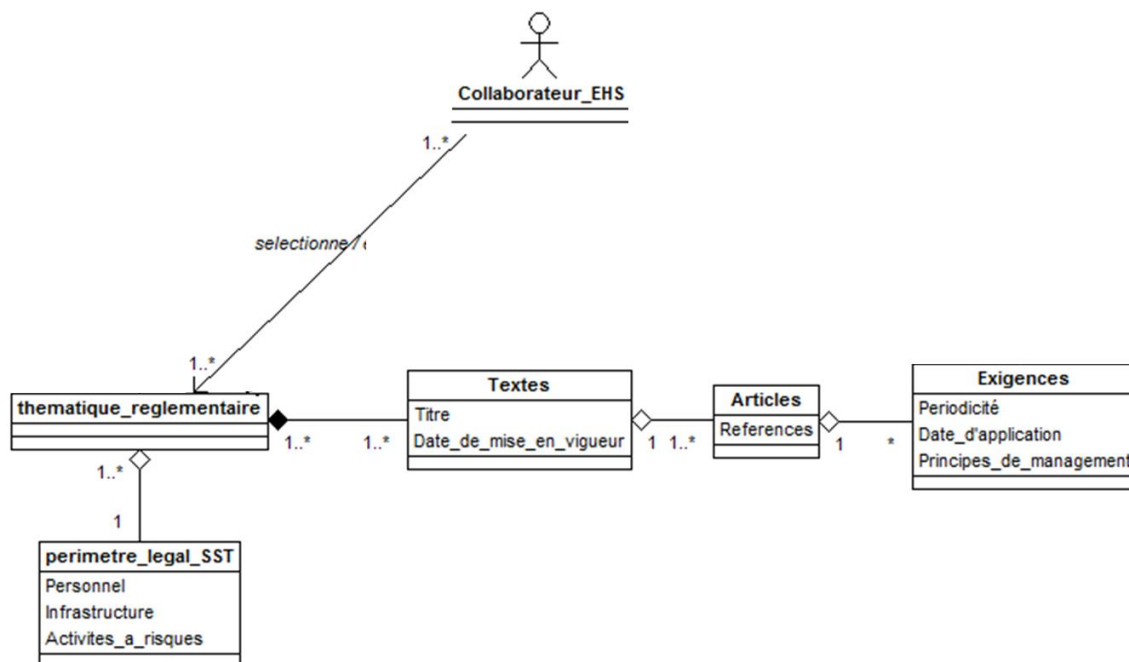 Collaborateur_EHS
1..*
selectionne /
1..*
thematique_reglementaire
1..*
1..*
Textes
Titre
Date_de_mise_en_vigueur
1
1..*
Articles
References
1
*
Exigences
Periodicité
Date_d'application
Principes_de_management
1..*
1
perimetre_legal_SST
Personnel
Infrastructure
Activites_a_risques